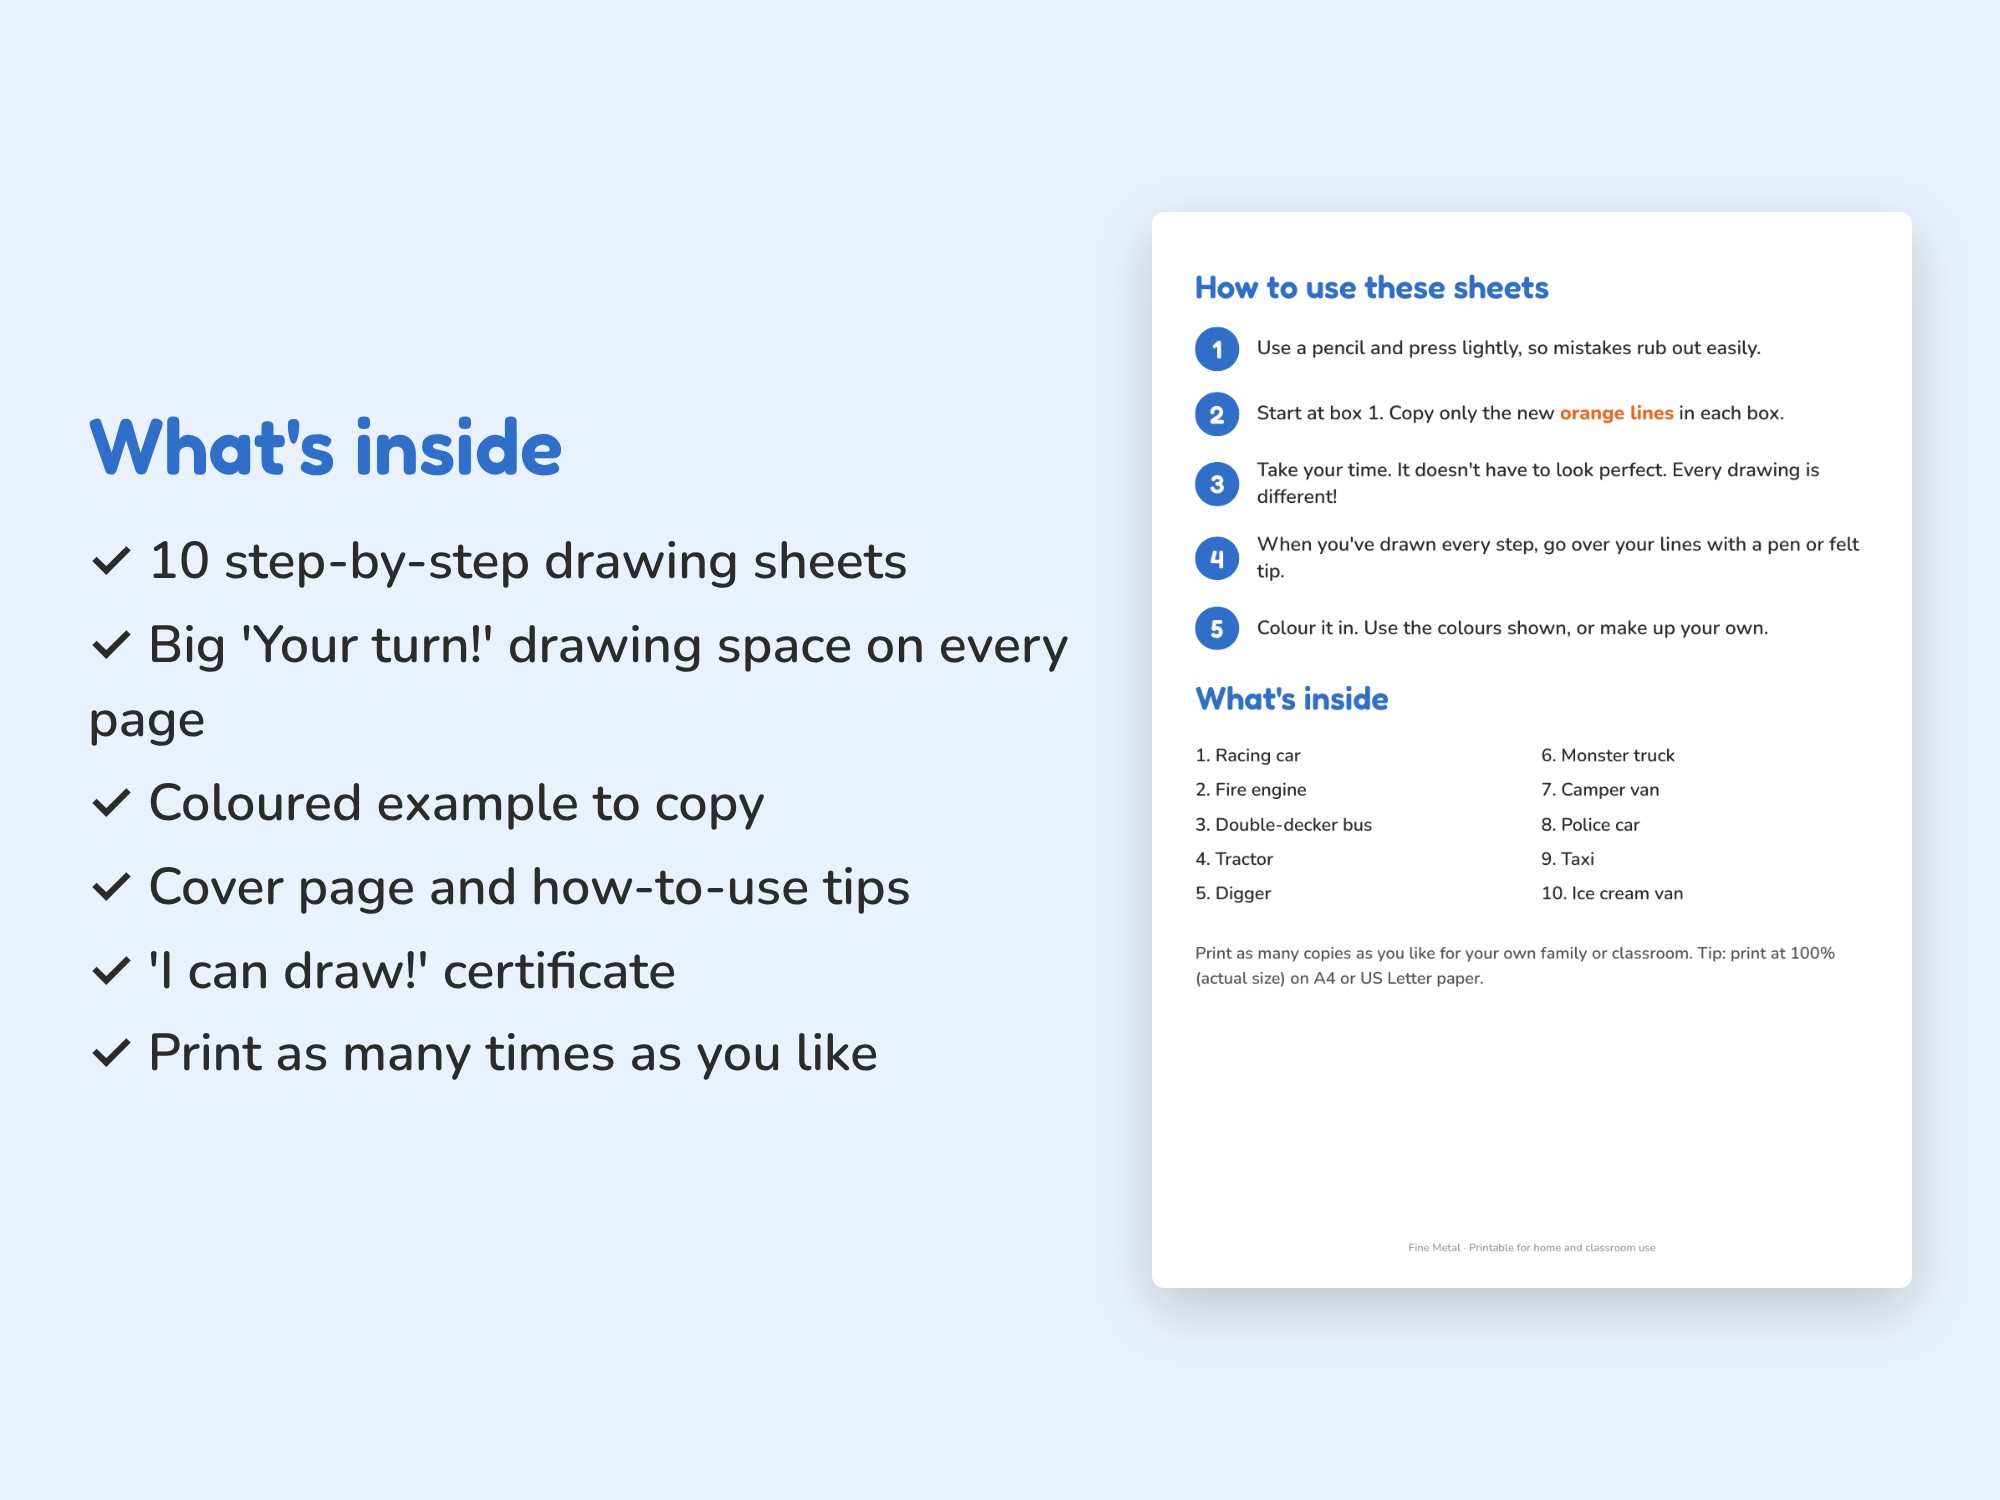 What's inside
✓ 10 step-by-step drawing sheets
✓ Big 'Your turn!' drawing space on every
page
✓ Coloured example to copy
✓ Cover page and how-to-use tips
✓ 'I can draw!' certificate
✓ Print as many times as you like
How to use these sheets
1 Use a pencil and press lightly, so mistakes rub out easily.
2 Start at box 1. Copy only the new orange lines in each box.
3 Take your time. It doesn't have to look perfect. Every drawing is
different!
4 When you've drawn every step, go over your lines with a pen or felt
tip.
5 Colour it in. Use the colours shown, or make up your own.
What's inside
1. Racing car
2. Fire engine
3. Double-decker bus
4. Tractor
5. Digger
6. Monster truck
7. Camper van
8. Police car
9. Taxi
10. Ice cream van
Print as many copies as you like for your own family or classroom. Tip: print at 100%
(actual size) on A4 or US Letter paper.
Fine Metal · Printable for home and classroom use